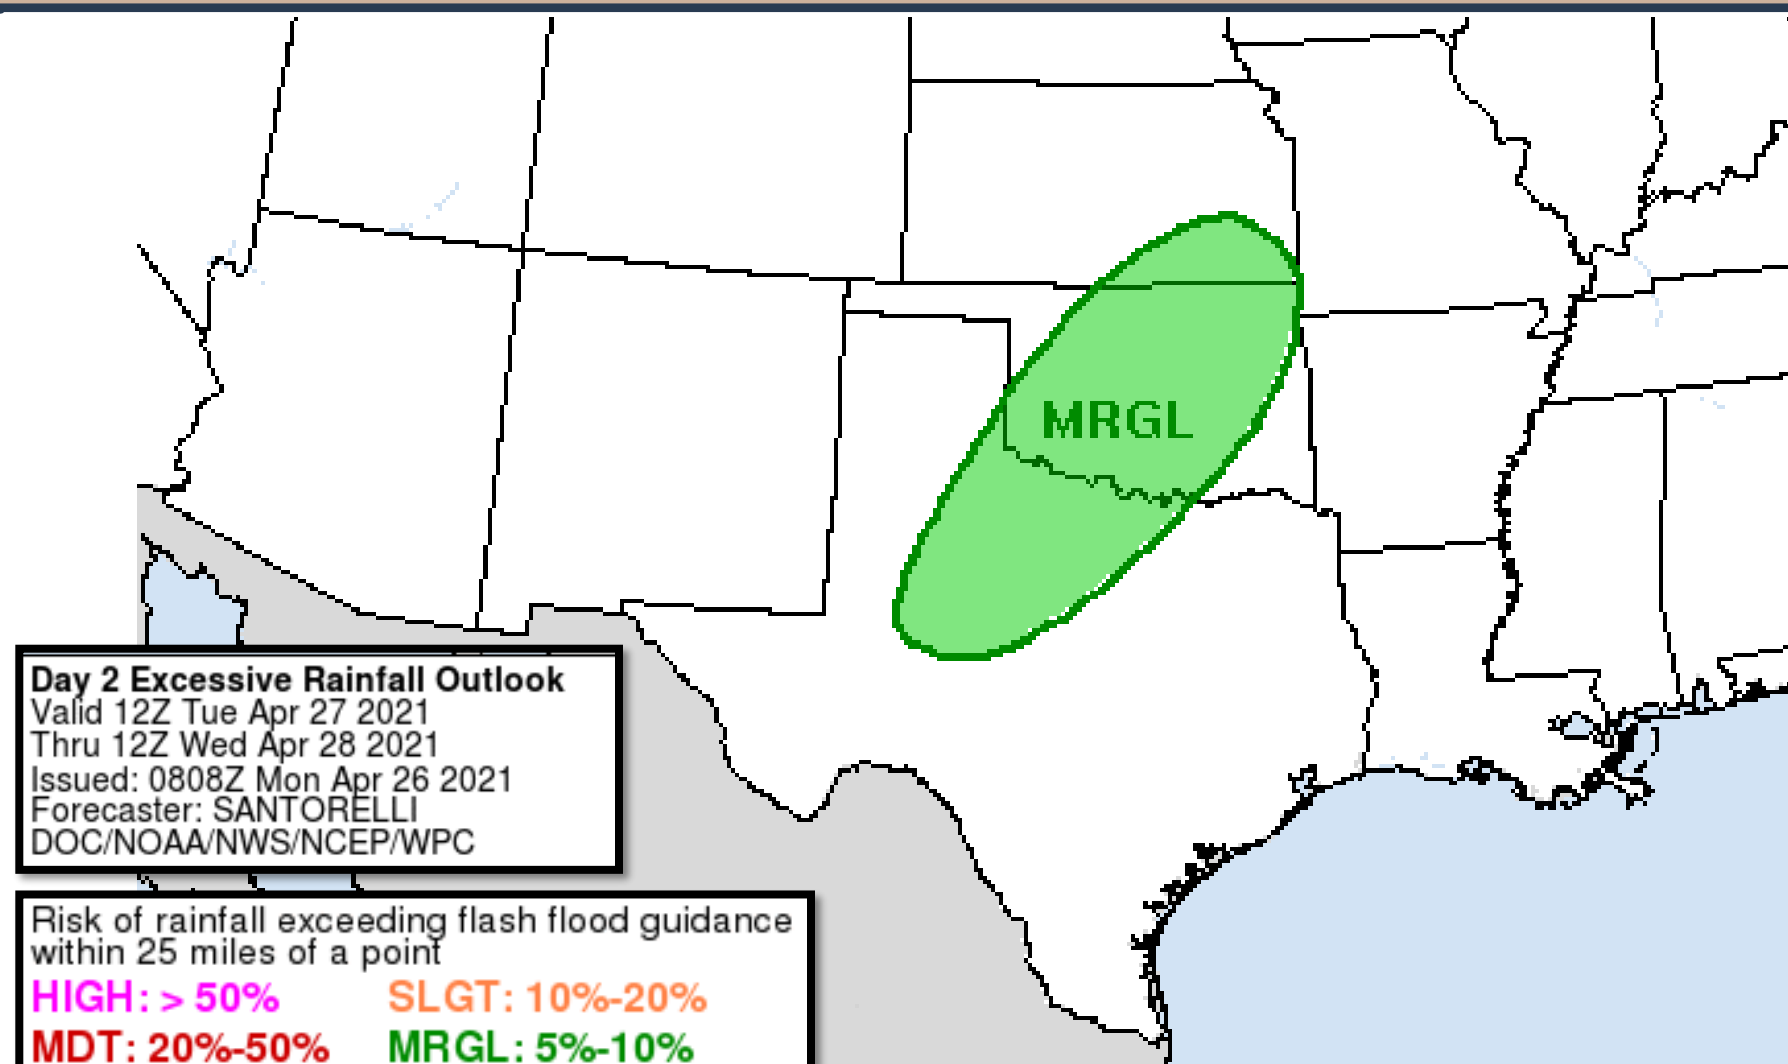 MRGL
Day 2 Excessive Rainfall Outlook
Valid 12Z Tue Apr 27 2021
Thru 12Z Wed Apr 28 2021
Issued: 0808Z Mon Apr 26 2021
Forecaster: SANTORELLI
DOC/NOAA/NWS/NCEP/WPC
Risk of rainfall exceeding flash flood guidance
within 25 miles of a point
HIGH: > 50% SLGT: 10%-20%
MDT: 20%-50% MRGL: 5%-10%